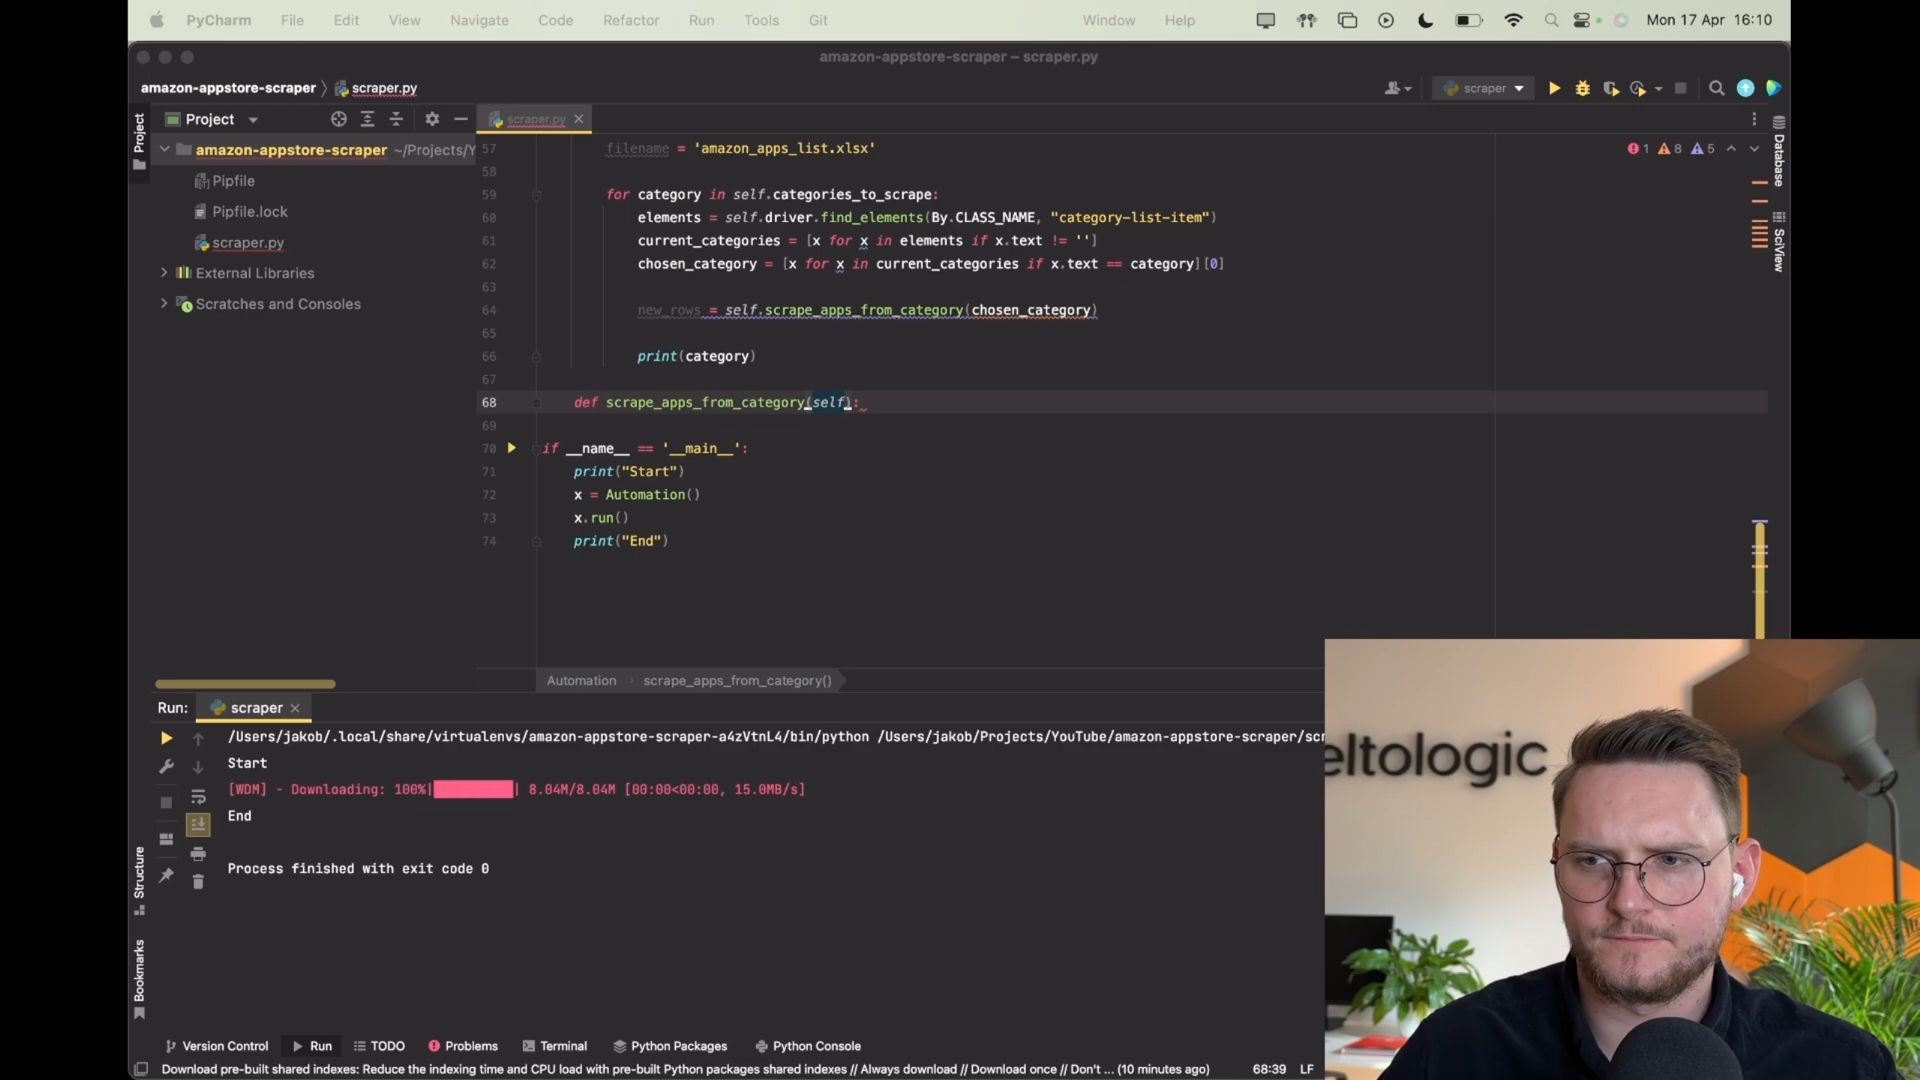 PyCharm File Edit View Navigate Code Refactor Run Tools Git Window Help Mon 17 Apr 16:10
amazon-appstore-scraper – scraper.py
amazon-appstore-scraper scraper.py scraper
Project
Project
scraper.py
amazon-appstore-scraper ~/Projects/Y
Pipfile
Pipfile.lock
scraper.py
External Libraries
Scratches and Consoles
57 filename = 'amazon_apps_list.xlsx'
1 8 5
58
59 for category in self.categories_to_scrape:
60 elements = self.driver.find_elements(By.CLASS_NAME, "category-list-item")
61 current_categories = [x for x in elements if x.text != '']
62 chosen_category = [x for x in current_categories if x.text == category][0]
63
64 new_rows = self.scrape_apps_from_category(chosen_category)
65
66 print(category)
67
68 def scrape_apps_from_category(self):
69
70 if __name__ == '__main__':
71 print("Start")
72 x = Automation()
73 x.run()
74 print("End")
Database
SciView
Automation scrape_apps_from_category()
Run: scraper
/Users/jakob/.local/share/virtualenvs/amazon-appstore-scraper-a4zVtnL4/bin/python /Users/jakob/Projects/YouTube/amazon-appstore-scraper/scr
Start
[WDM] - Downloading: 100%| | 8.04M/8.04M [00:00<00:00, 15.0MB/s]
End
Process finished with exit code 0
Structure
Bookmarks
eltologic
Version Control Run TODO Problems Terminal Python Packages Python Console
Download pre-built shared indexes: Reduce the indexing time and CPU load with pre-built Python packages shared indexes // Always download // Download once // Don't ... (10 minutes ago) 68:39 LF